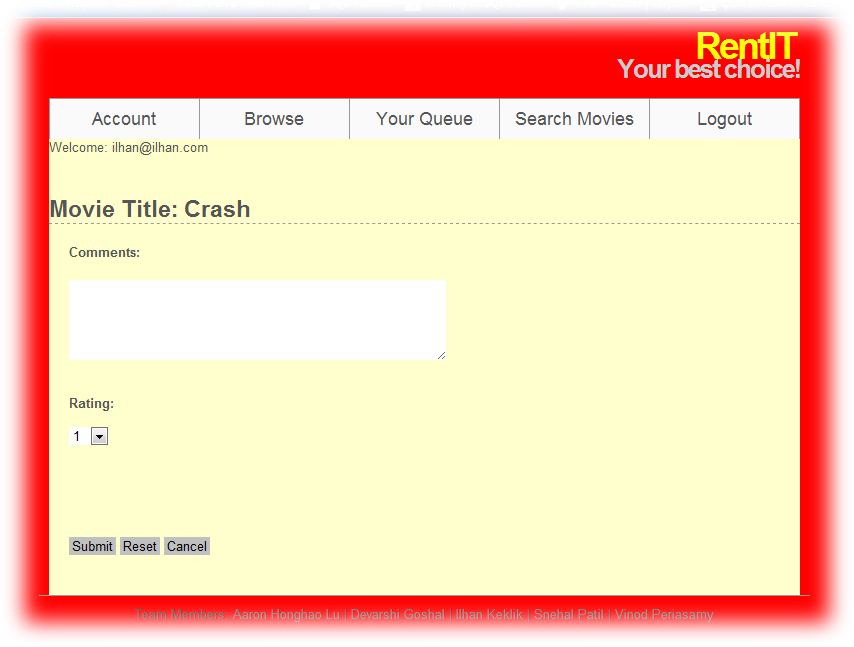 RentIT
Your best choice!
Account Browse Your Queue Search Movies Logout
Welcome: ilhan@ilhan.com
Movie Title: Crash
Comments:
Rating:
1
Submit Reset Cancel
Team Members: Aaron Honghao Lu | Devarshi Goshal | Ilhan Keklik | Snehal Patil | Vinod Periasamy